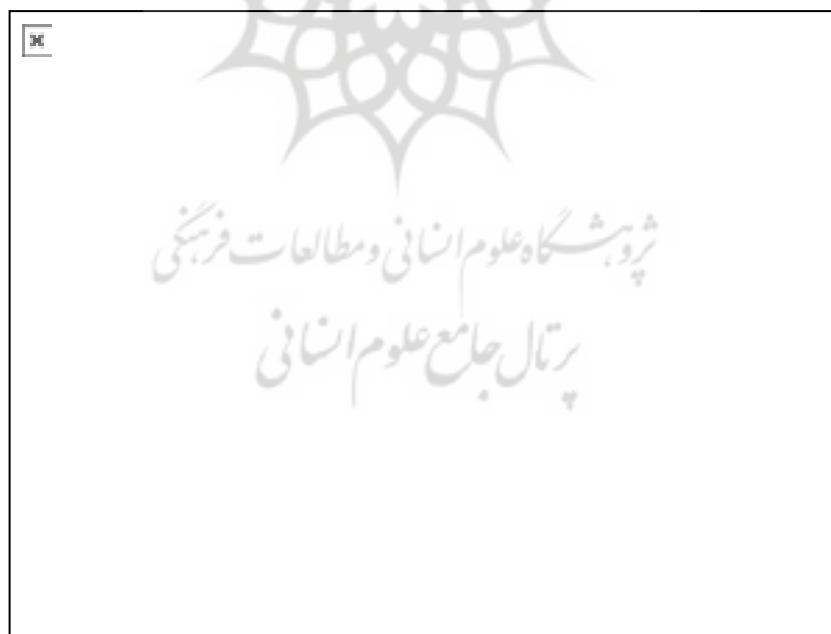 پژوهشگاه علوم انسانی و مطالعات فرهنگی
پرتال جامع علوم انسانی